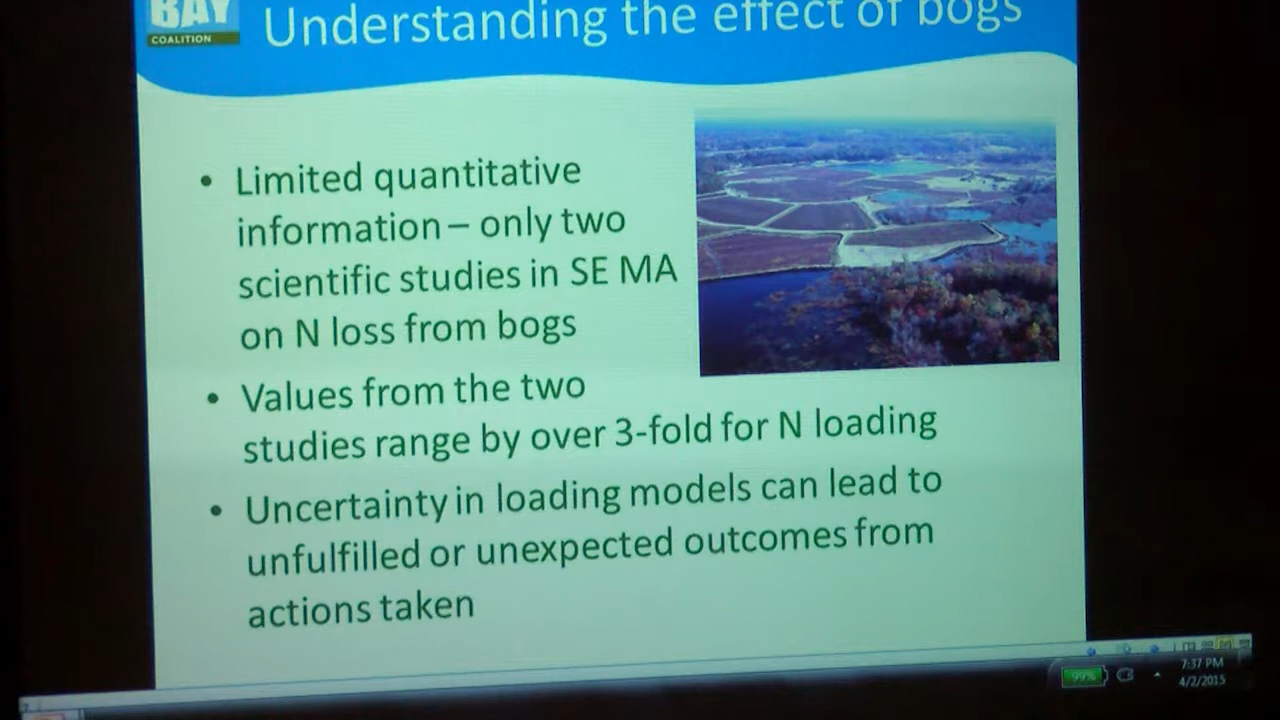 BAY
COALITION
Understanding the effect of bogs
• Limited quantitative
information – only two
scientific studies in SE MA
on N loss from bogs
• Values from the two
studies range by over 3-fold for N loading
• Uncertainty in loading models can lead to
unfulfilled or unexpected outcomes from
actions taken
99%
7:37 PM
4/2/2015